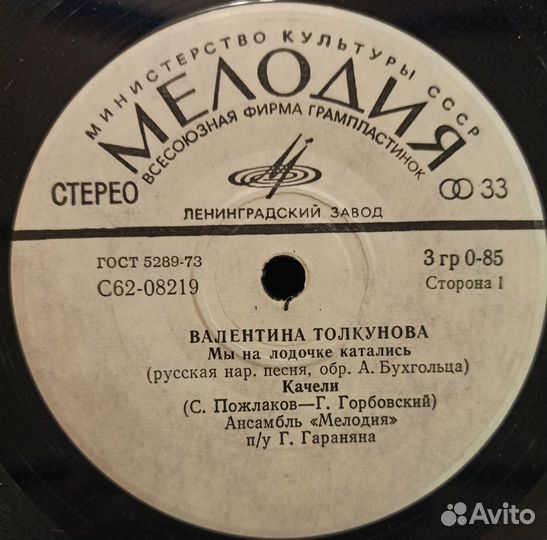 МИНИСТЕРСТВО КУЛЬТУРЫ СССР
МЕЛОДИЯ
ВСЕСОЮЗНАЯ ФИРМА ГРАМПЛАСТИНОК
СТЕРЕО
33
ЛЕНИНГРАДСКИЙ ЗАВОД
ГОСТ 5289-73
3 гр 0-85
С62-08219
Сторона 1
ВАЛЕНТИНА ТОЛКУНОВА
Мы на лодочке катались
(русская нар. песня, обр. А. Бухгольца)
Качели
(С. Пожлаков—Г. Горбовский)
Ансамбль «Мелодия»
п/у Г. Гараняна
Avito